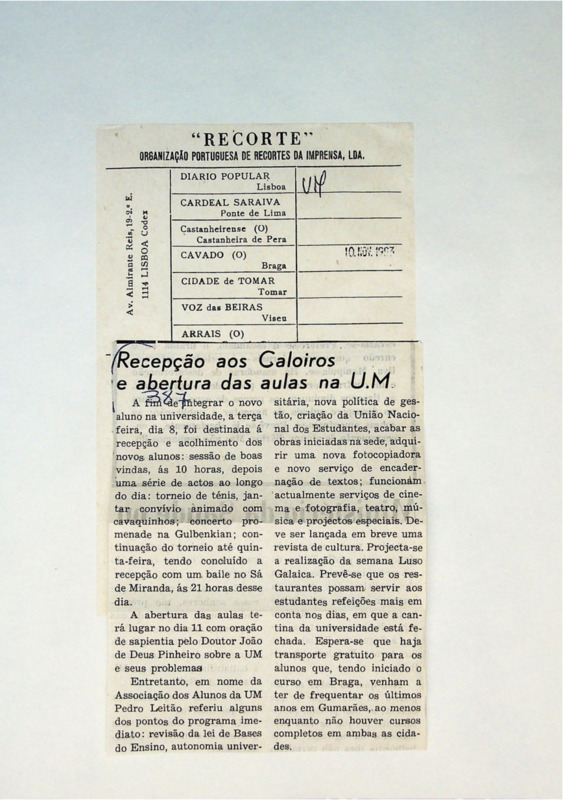 "RECORTE"
ORGANIZAÇÃO PORTUGUESA DE RECORTES DA IMPRENSA, LDA.
Av. Almirante Reis, 19-2.º E.
1114 LISBOA Codex
DIARIO POPULAR
Lisboa
UM
CARDEAL SARAIVA
Ponte de Lima
Castanheirense (O)
Castanheira de Pera
CAVADO (O)
Braga
10. NOV. 1983
CIDADE de TOMAR
Tomar
VOZ das BEIRAS
Viseu
ARRAIS (O)
Recepção aos Caloiros
e abertura das aulas na U.M.
387
A fim de integrar o novo
aluno na universidade, a terça
feira, dia 8, foi destinada á
recepção e acolhimento dos
novos alunos: sessão de boas
vindas, ás 10 horas, depois
uma série de actos ao longo
do dia: torneio de ténis, jan-
tar convívio animado com
cavaquinhos; concerto pro-
menade na Gulbenkian; con-
tinuação do torneio até quin-
ta-feira, tendo concluído a
recepção com um baile no Sá
de Miranda, ás 21 horas desse
dia.
A abertura das aulas te-
rá lugar no dia 11 com oração
de sapientia pelo Doutor João
de Deus Pinheiro sobre a UM
e seus problemas
Entretanto, em nome da
Associação dos Alunos da UM
Pedro Leitão referiu alguns
dos pontos do programa ime-
diato: revisão da lei de Bases
do Ensino, autonomia univer-
sitária, nova política de ges-
tão, criação da União Nacio-
nal dos Estudantes, acabar as
obras iniciadas na sede, adqui-
rir uma nova fotocopiadora
e novo serviço de encader-
nação de textos; funcionam
actualmente serviços de cine-
ma e fotografia, teatro, mú-
sica e projectos especiais. De-
ve ser lançada em breve uma
revista de cultura. Projecta-se
a realização da semana Luso
Galaica. Prevê-se que os res-
taurantes possam servir aos
estudantes refeições mais em
conta nos dias, em que a can-
tina da universidade está fe-
chada. Espera-se que haja
transporte gratuito para os
alunos que, tendo iniciado o
curso em Braga, venham a
ter de frequentar os últimos
anos em Gumarães, ao menos
enquanto não houver cursos
completos em ambas as cida-
des.